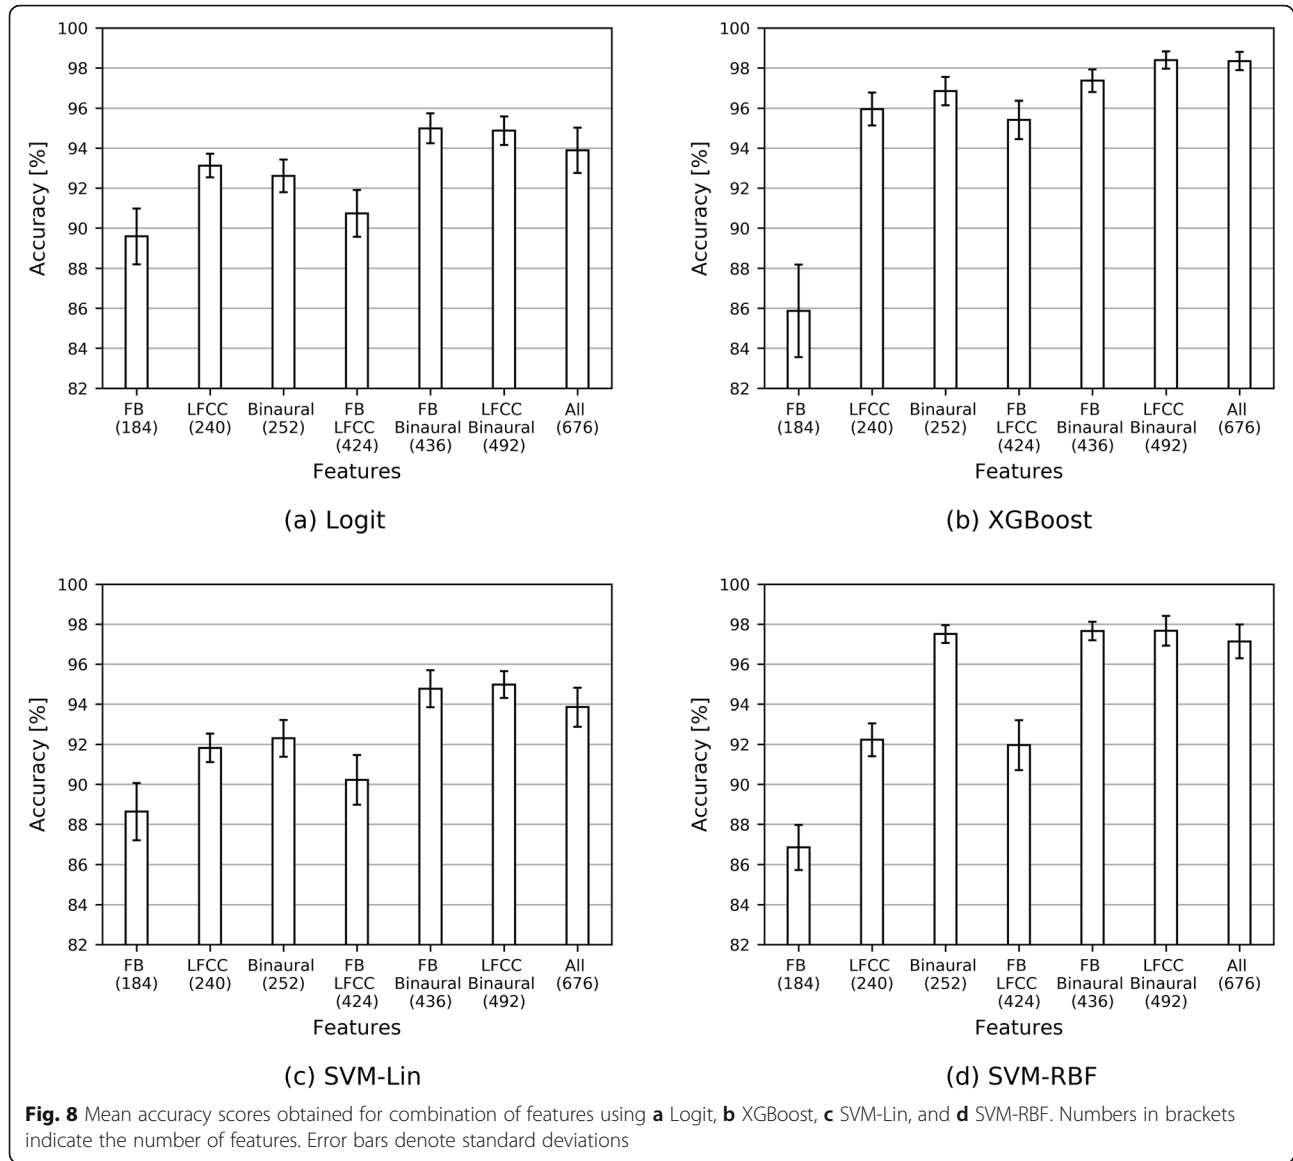 100
98
96
94
92
90
88
86
84
82
Accuracy [%]
FB LFCC Binaural FB FB LFCC All
(184) (240) (252) LFCC Binaural Binaural (676)
(424) (436) (492)
Features
(a) Logit
100
98
96
94
92
90
88
86
84
82
Accuracy [%]
FB LFCC Binaural FB FB LFCC All
(184) (240) (252) LFCC Binaural Binaural (676)
(424) (436) (492)
Features
(b) XGBoost
100
98
96
94
92
90
88
86
84
82
Accuracy [%]
FB LFCC Binaural FB FB LFCC All
(184) (240) (252) LFCC Binaural Binaural (676)
(424) (436) (492)
Features
(c) SVM-Lin
100
98
96
94
92
90
88
86
84
82
Accuracy [%]
FB LFCC Binaural FB FB LFCC All
(184) (240) (252) LFCC Binaural Binaural (676)
(424) (436) (492)
Features
(d) SVM-RBF
Fig. 8 Mean accuracy scores obtained for combination of features using a Logit, b XGBoost, c SVM-Lin, and d SVM-RBF. Numbers in brackets
indicate the number of features. Error bars denote standard deviations